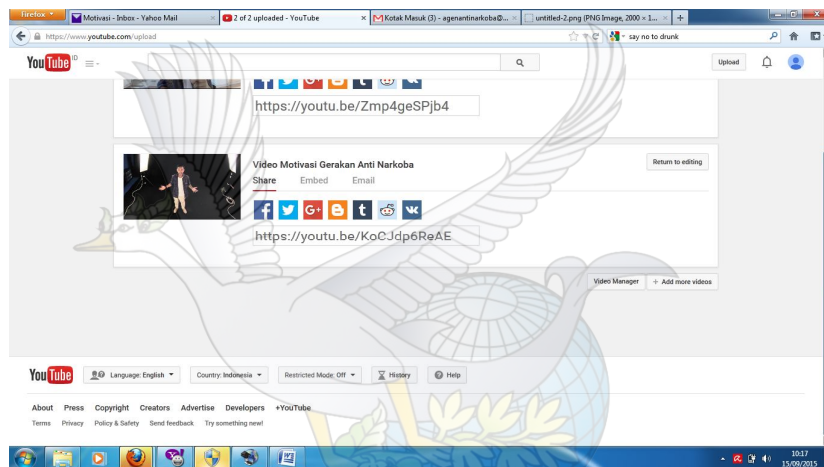 Firefox
Motivasi - Inbox - Yahoo Mail
2 of 2 uploaded - YouTube
Kotak Masuk (3) - agenantinarkoba@...
untitled-2.png (PNG Image, 2000 × 1...
https://www.youtube.com/upload
say no to drunk
YouTube ID
Upload
https://youtu.be/Zmp4geSPjb4
Video Motivasi Gerakan Anti Narkoba
Return to editing
Share Embed Email
https://youtu.be/KoCJdp6ReAE
Video Manager + Add more videos
YouTube Language: English Country: Indonesia Restricted Mode: Off History Help
About Press Copyright Creators Advertise Developers +YouTube
Terms Privacy Policy & Safety Send feedback Try something new!
10:17
15/09/2015